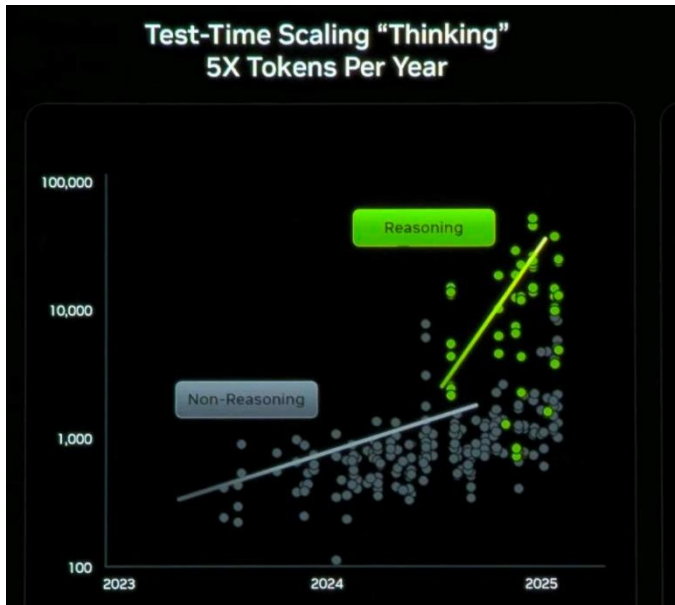 Test-Time Scaling “Thinking”
5X Tokens Per Year
100,000
Reasoning
10,000
Non-Reasoning
1,000
100
2023 2024 2025